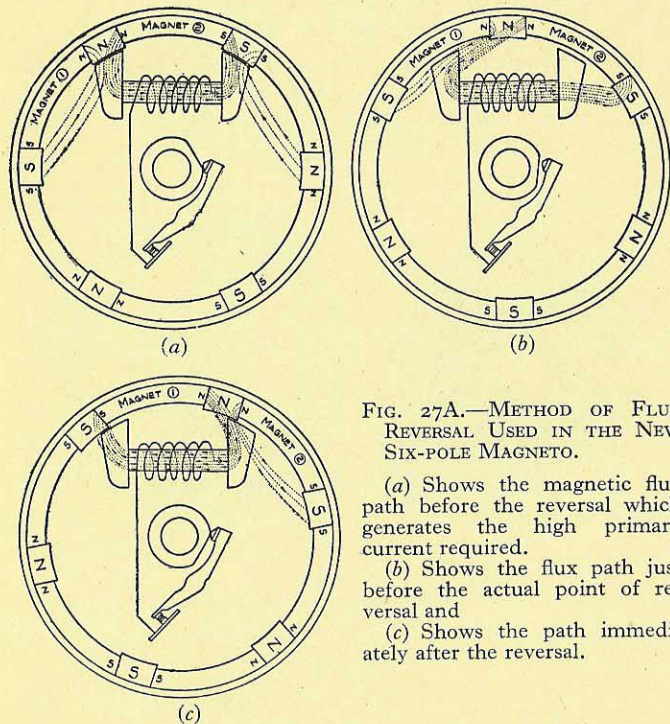 N N N MAGNET ② S S S
MAGNET ①
S S S
N N N
N N N
S S S
(a)
N N N
MAGNET ① MAGNET ②
S S S
S S S
N N N
N N N
S S S
(b)
S S S MAGNET ① N N N
MAGNET ②
S S S
N N N
S S S
N N N
(c)
FIG. 27A.—METHOD OF FLU
REVERSAL USED IN THE NEV
SIX-POLE MAGNETO.
(a) Shows the magnetic flu
path before the reversal whic
generates the high primar
current required.
(b) Shows the flux path jus
before the actual point of re
versal and
(c) Shows the path immedi
ately after the reversal.